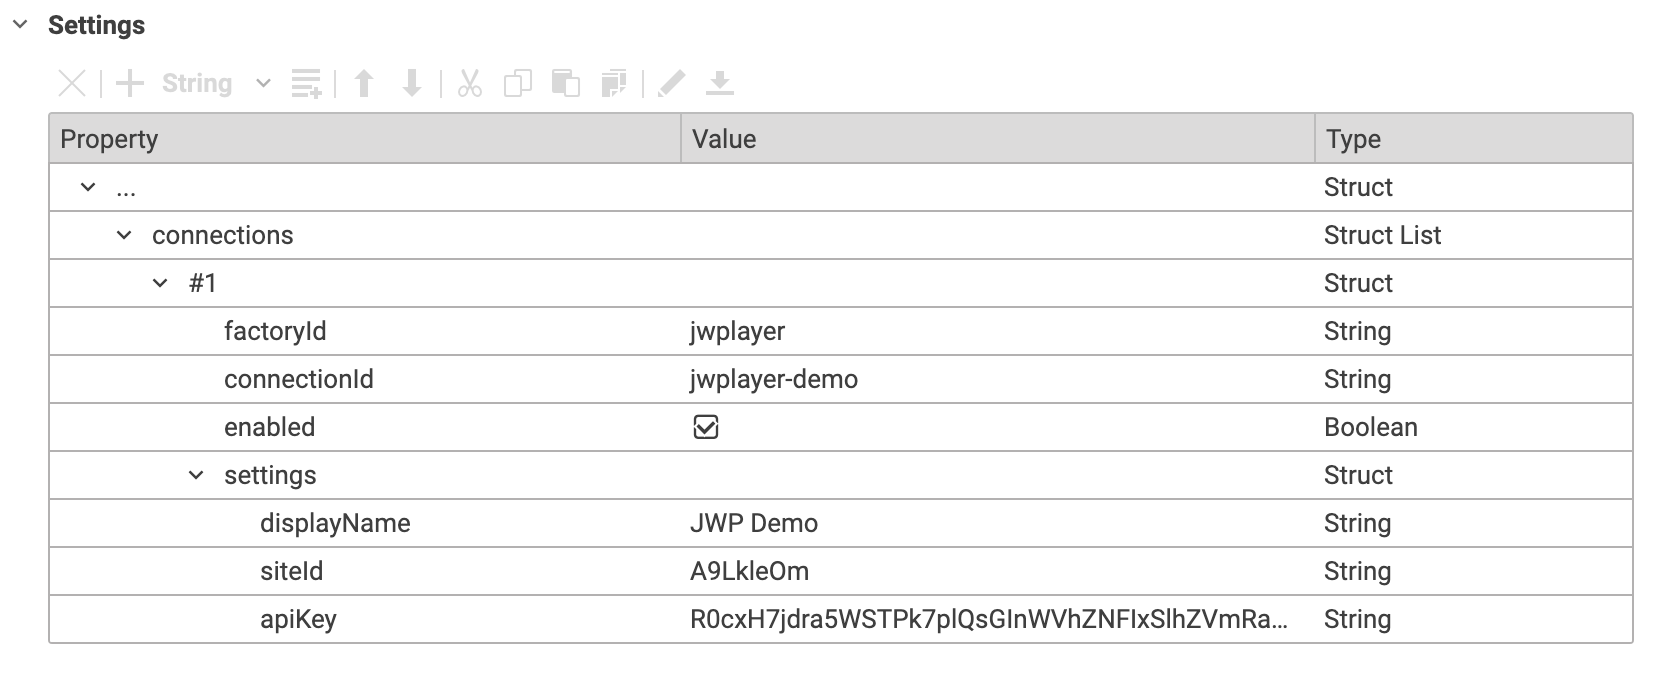 Settings
String
Property Value Type
... Struct
connections Struct List
#1 Struct
factoryId jwplayer String
connectionId jwplayer-demo String
enabled Boolean
settings Struct
displayName JWP Demo String
siteId A9LkleOm String
apiKey R0cxH7jdra5WSTPk7plQsGInWVhZNFIxSlhZVmRa... String